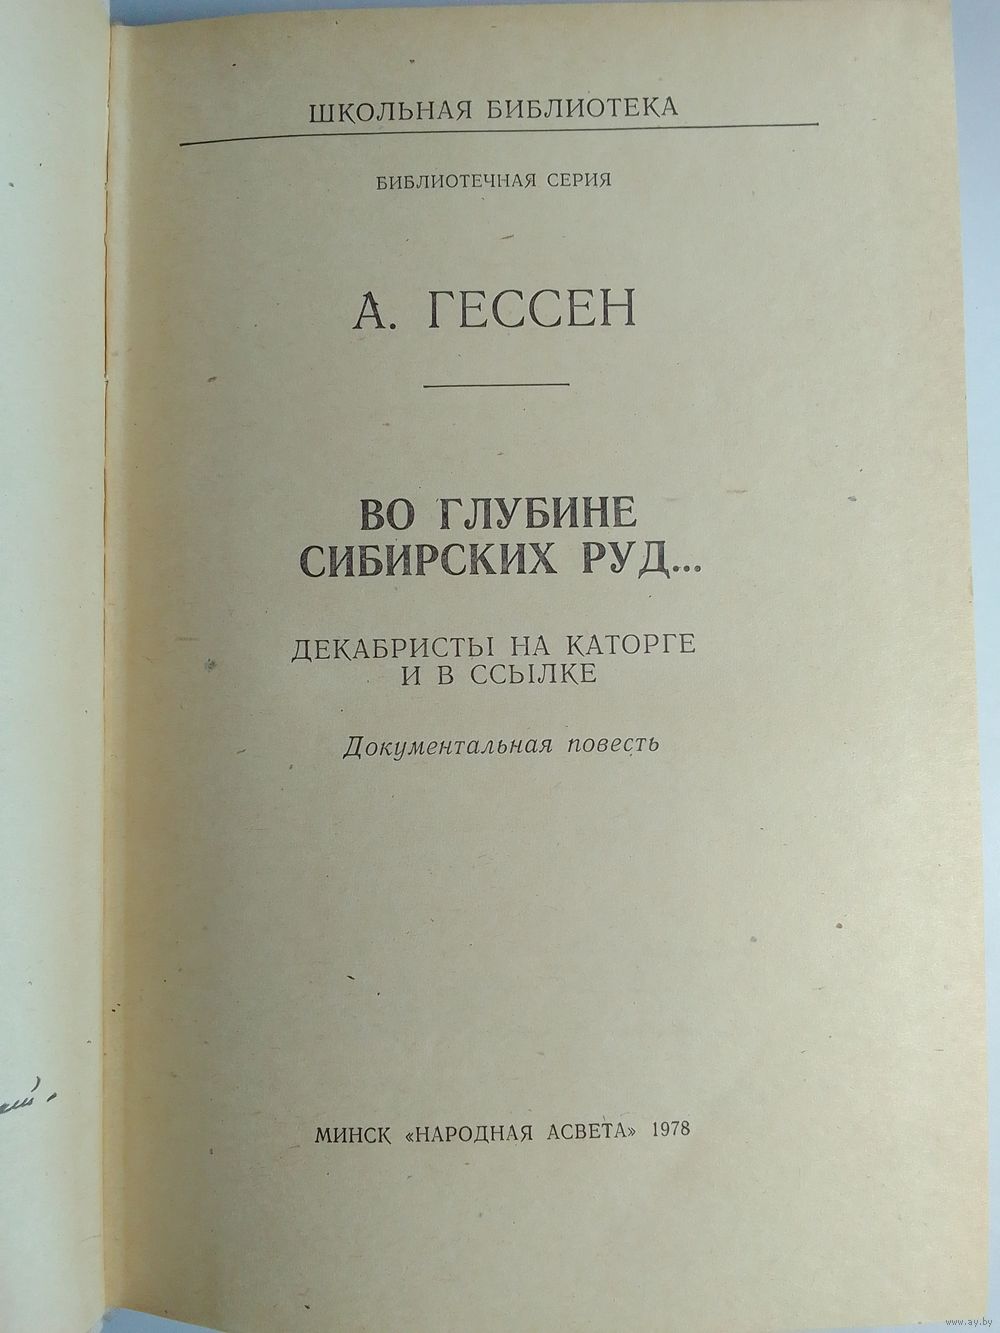 ШКОЛЬНАЯ БИБЛИОТЕКА
БИБЛИОТЕЧНАЯ СЕРИЯ
А. ГЕССЕН
ВО ГЛУБИНЕ
СИБИРСКИХ РУД...
ДЕКАБРИСТЫ НА КАТОРГЕ
И В ССЫЛКЕ
Документальная повесть
МИНСК «НАРОДНАЯ АСВЕТА» 1978
www.ay.by